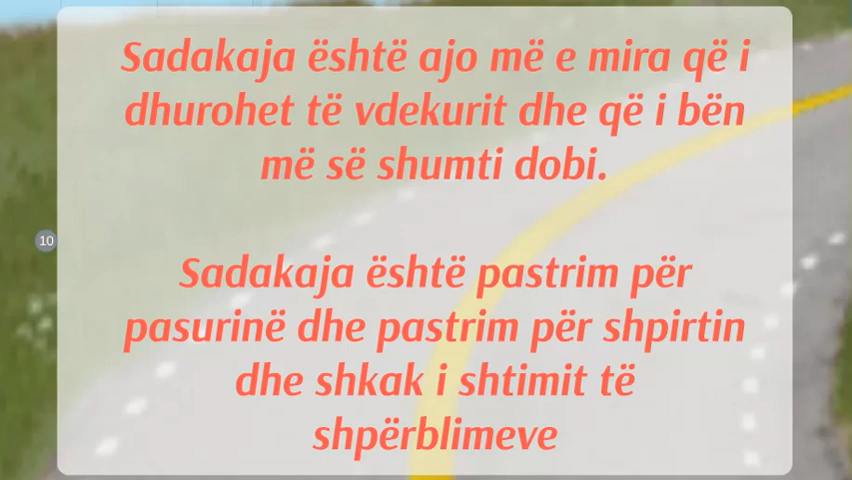 Sadakaja është ajo më e mira që i
dhurohet të vdekurit dhe që i bën
më së shumti dobi.
10
Sadakaja është pastrim për
pasurinë dhe pastrim për shpirtin
dhe shkak i shtimit të
shpërblimeve